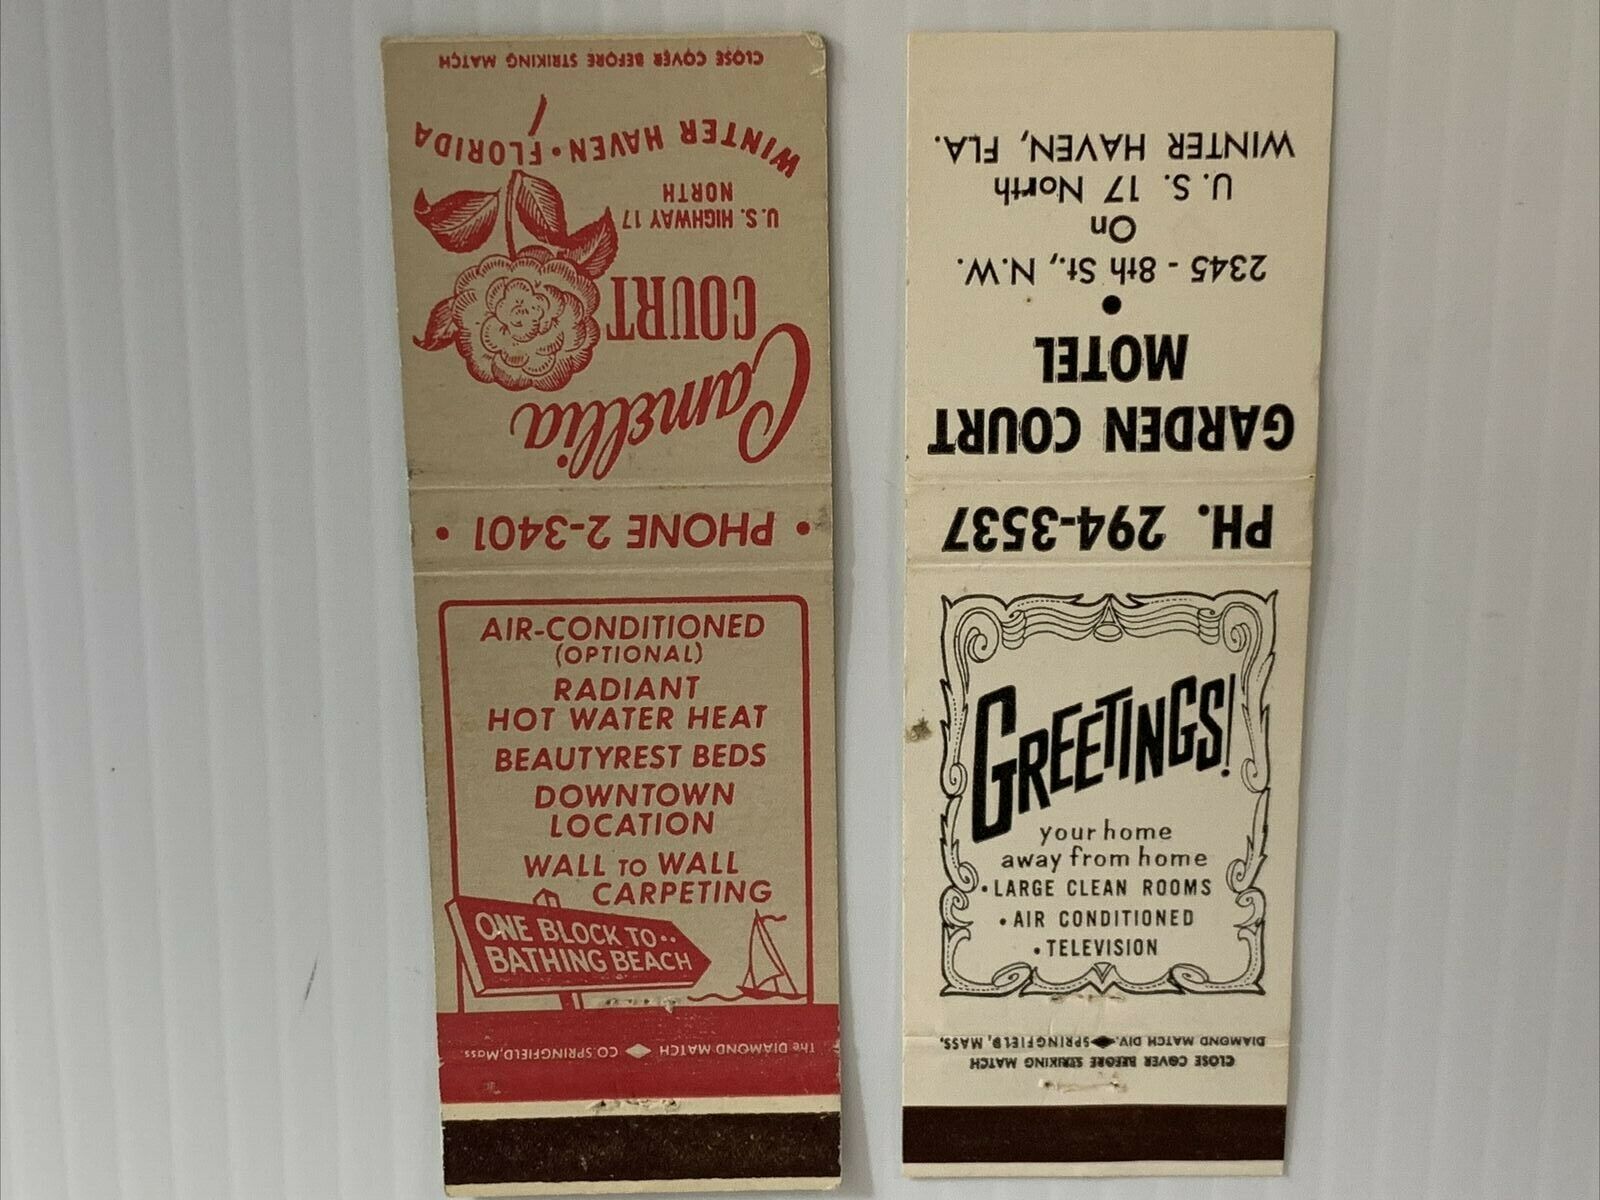 CLOSE COVER BEFORE STRIKING MATCH
WINTER HAVEN • FLORIDA
U.S. HIGHWAY 17
NORTH
Camellia
COURT
• PHONE 2-3401 •
AIR-CONDITIONED
(OPTIONAL)
RADIANT
HOT WATER HEAT
BEAUTYREST BEDS
DOWNTOWN
LOCATION
WALL TO WALL
CARPETING
ONE BLOCK TO..
BATHING BEACH
The DIAMOND MATCH CO. SPRINGFIELD, MASS.
GARDEN COURT
MOTEL
•
2345 - 8th St., N.W.
On
U. S. 17 North
WINTER HAVEN, FLA.
PH. 294-3537
GREETINGS!
your home
away from home
• LARGE CLEAN ROOMS
• AIR CONDITIONED
• TELEVISION
CLOSE COVER BEFORE STRIKING MATCH
DIAMOND MATCH DIV. SPRINGFIELD, MASS.